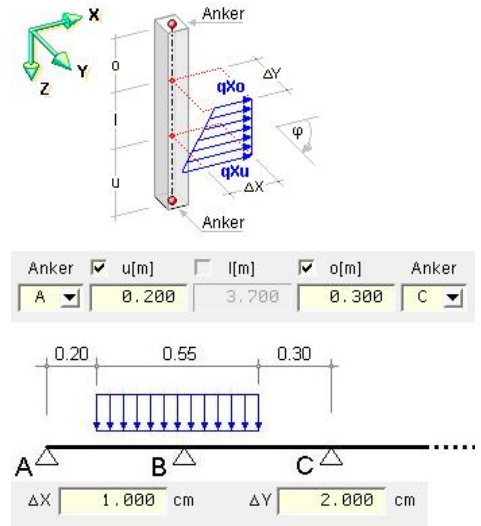 Anker
X
Y
Z
o
ΔY
qXo
l
φ
qXu
u
ΔX
Anker
Anker u[m] l[m] o[m] Anker
A 0.200 3.700 0.300 C
0.20 0.55 0.30
A B C
ΔX 1.000 cm ΔY 2.000 cm